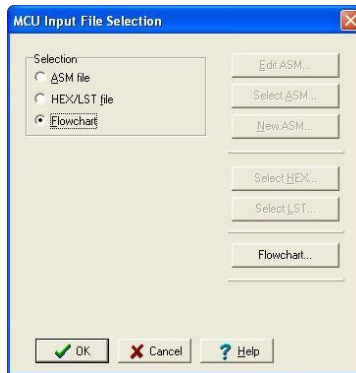 MCU Input File Selection
Selection
ASM file
HEX/LST file
Flowchart
Edit ASM...
Select ASM...
New ASM...
Select HEX...
Select LST...
Flowchart...
OK
Cancel
? Help